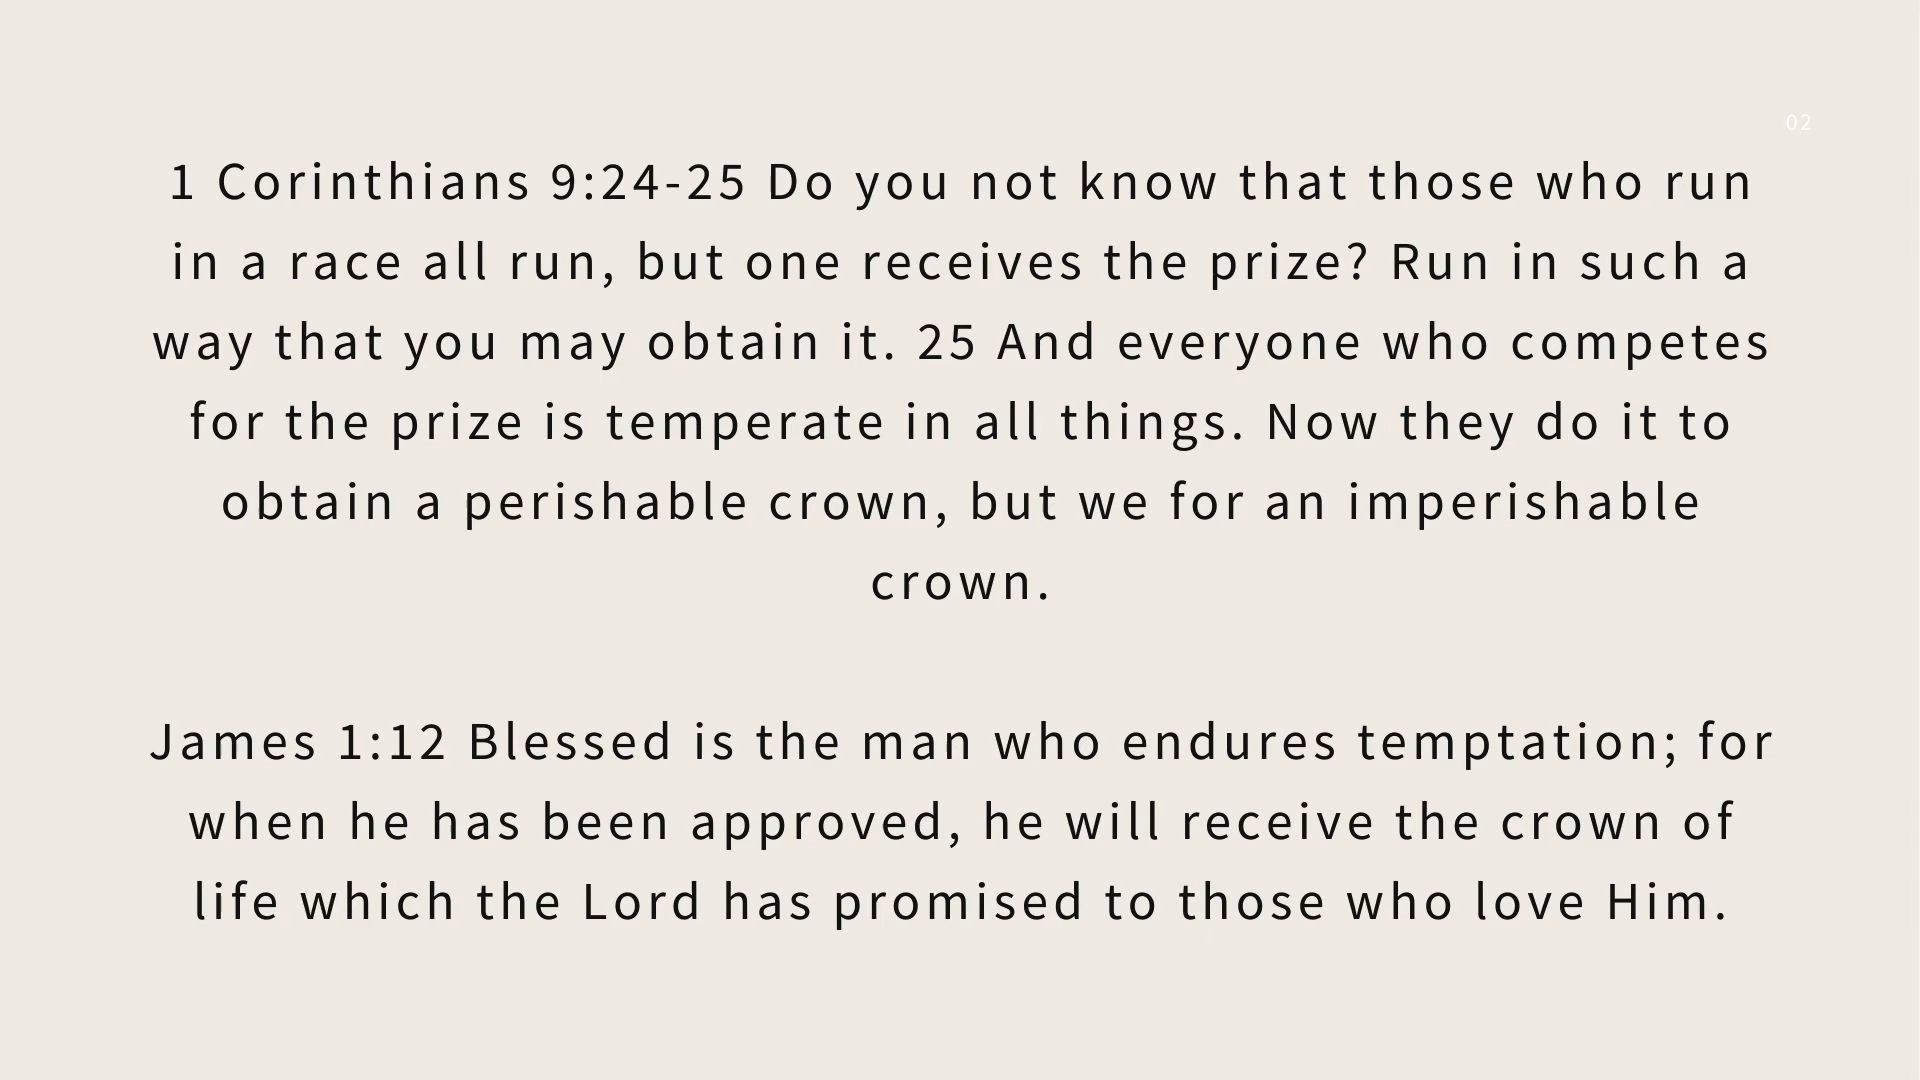 02
1 Corinthians 9:24-25 Do you not know that those who run
in a race all run, but one receives the prize? Run in such a
way that you may obtain it. 25 And everyone who competes
for the prize is temperate in all things. Now they do it to
obtain a perishable crown, but we for an imperishable
crown.
James 1:12 Blessed is the man who endures temptation; for
when he has been approved, he will receive the crown of
life which the Lord has promised to those who love Him.